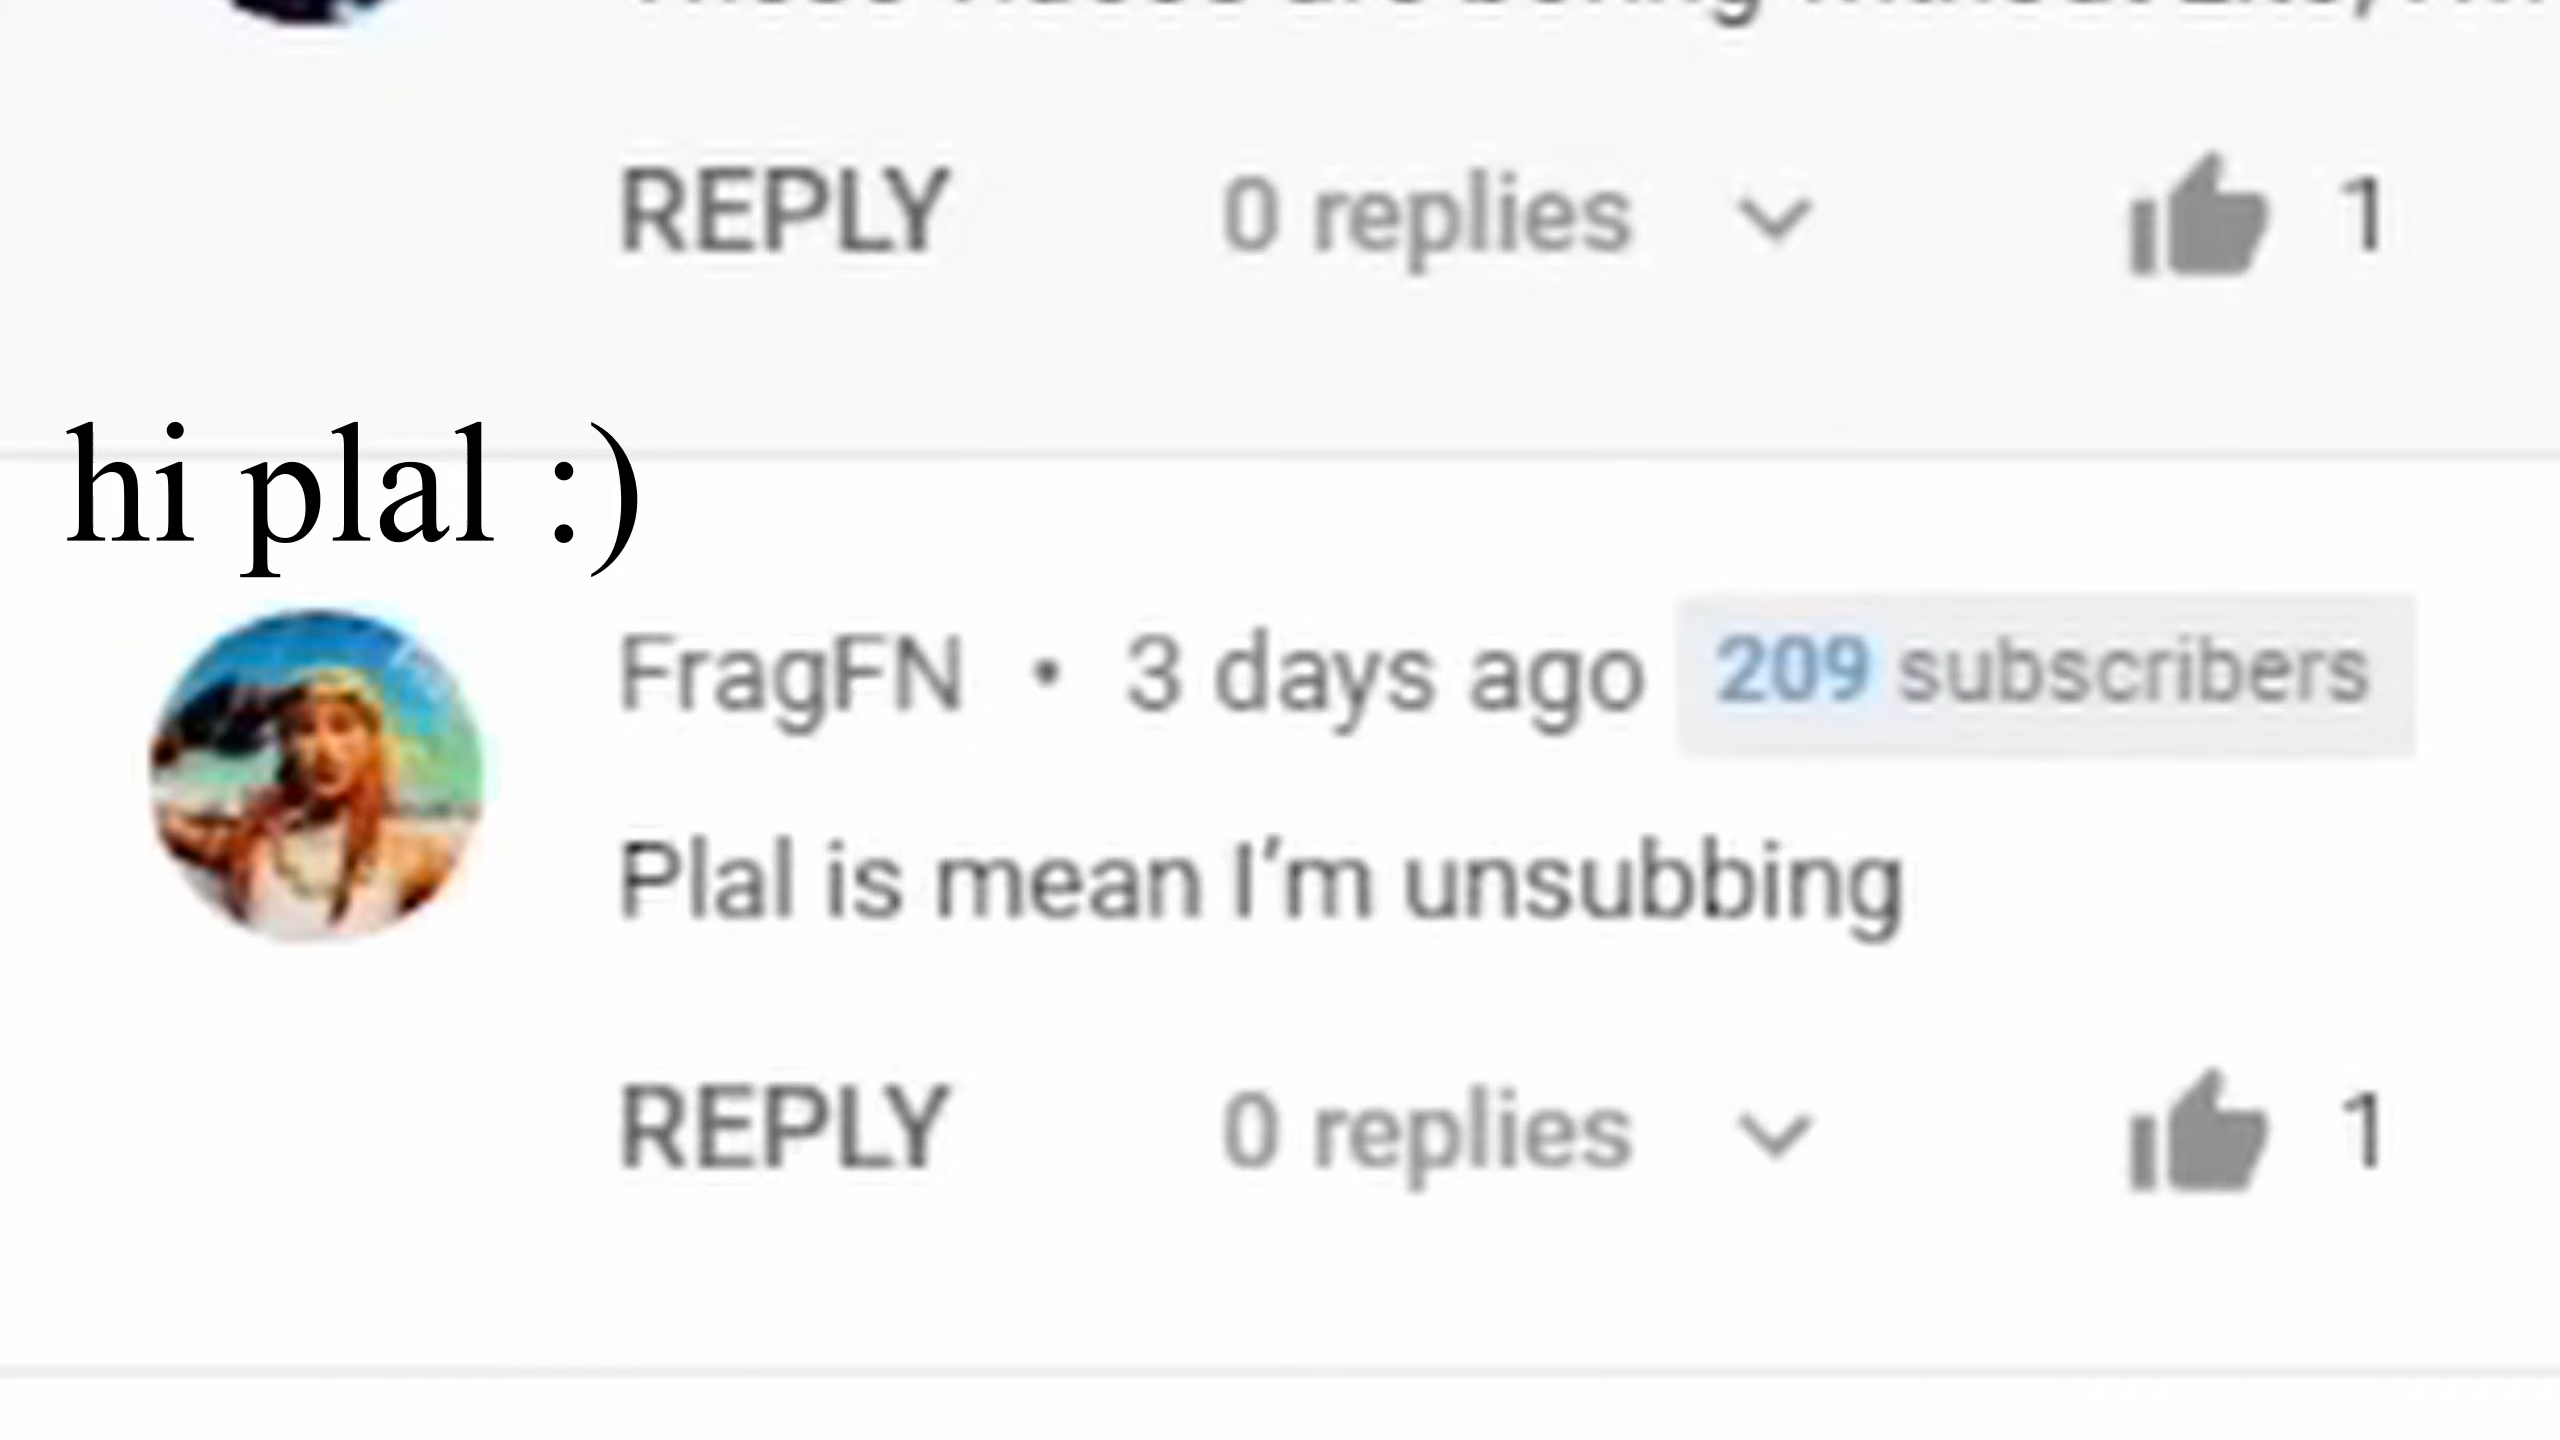 REPLY 0 replies 1
hi plal :)
FragFN • 3 days ago 209 subscribers
Plal is mean I’m unsubbing
REPLY 0 replies 1